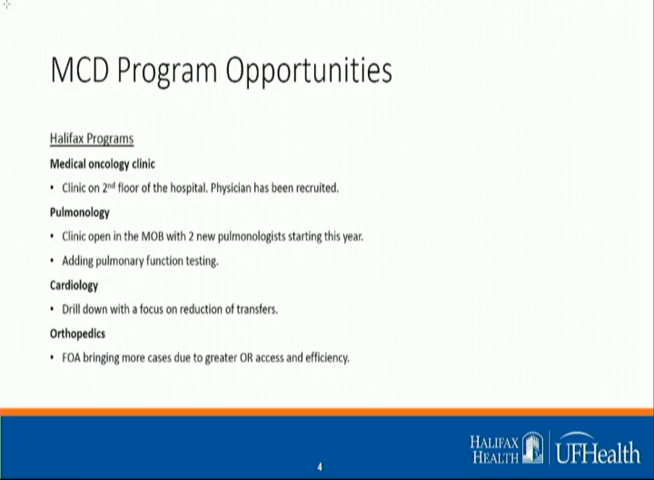 MCD Program Opportunities
Halifax Programs
Medical oncology clinic
• Clinic on 2nd floor of the hospital. Physician has been recruited.
Pulmonology
• Clinic open in the MOB with 2 new pulmonologists starting this year.
• Adding pulmonary function testing.
Cardiology
• Drill down with a focus on reduction of transfers.
Orthopedics
• FOA bringing more cases due to greater OR access and efficiency.
4
HALIFAX
HEALTH
UFHealth